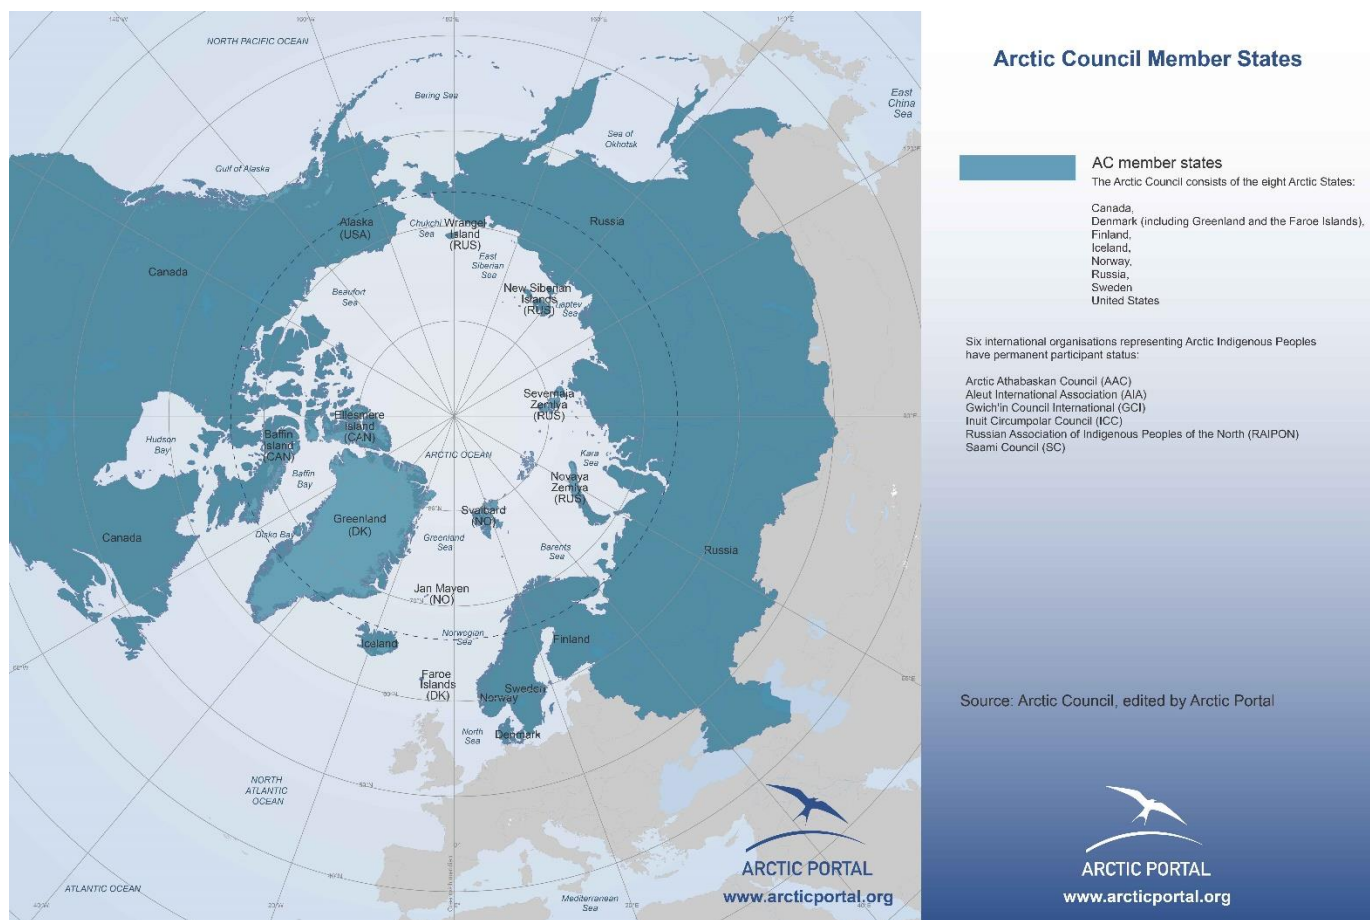 NORTH PACIFIC OCEAN
Bering Sea
Sea of
Okhotsk
East
China
Sea
Gulf of Alaska
Alaska
(USA)
Chukchi
Sea
Wrangel
Island
(RUS)
Russia
East
Siberian
Sea
Canada
Beaufort
Sea
New Siberian
Islands
(RUS)
Laptev
Sea
Severnaja
Zemlya
(RUS)
Ellesmere
Island
(CAN)
Baffin
Island
(CAN)
Hudson
Bay
ARCTIC OCEAN
Kara
Sea
Baffin
Bay
Novaya
Zemlya
(RUS)
Greenland
(DK)
Svalbard
(NO)
Disko Bay
Canada
Greenland
Sea
Barents
Sea
Russia
Jan Mayen
(NO)
Norwegian
Sea
Iceland
Finland
Faroe
Islands
(DK)
Norway
Sweden
North
Sea
Denmark
NORTH
ATLANTIC
OCEAN
ATLANTIC OCEAN
Mediterranean
Sea
ARCTIC PORTAL
www.arcticportal.org
Arctic Council Member States
AC member states
The Arctic Council consists of the eight Arctic States:
Canada,
Denmark (including Greenland and the Faroe Islands),
Finland,
Iceland,
Norway,
Russia,
Sweden
United States
Six international organisations representing Arctic Indigenous Peoples
have permanent participant status:
Arctic Athabaskan Council (AAC)
Aleut International Association (AIA)
Gwich'in Council International (GCI)
Inuit Circumpolar Council (ICC)
Russian Association of Indigenous Peoples of the North (RAIPON)
Saami Council (SC)
Source: Arctic Council, edited by Arctic Portal
ARCTIC PORTAL
www.arcticportal.org